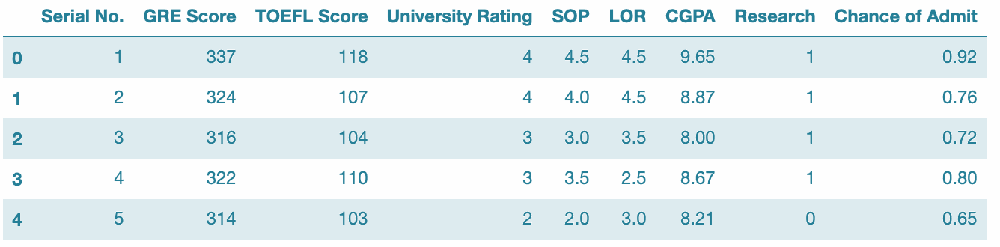 Serial No. GRE Score TOEFL Score University Rating SOP LOR CGPA Research Chance of Admit
0 1 337 118 4 4.5 4.5 9.65 1 0.92
1 2 324 107 4 4.0 4.5 8.87 1 0.76
2 3 316 104 3 3.0 3.5 8.00 1 0.72
3 4 322 110 3 3.5 2.5 8.67 1 0.80
4 5 314 103 2 2.0 3.0 8.21 0 0.65